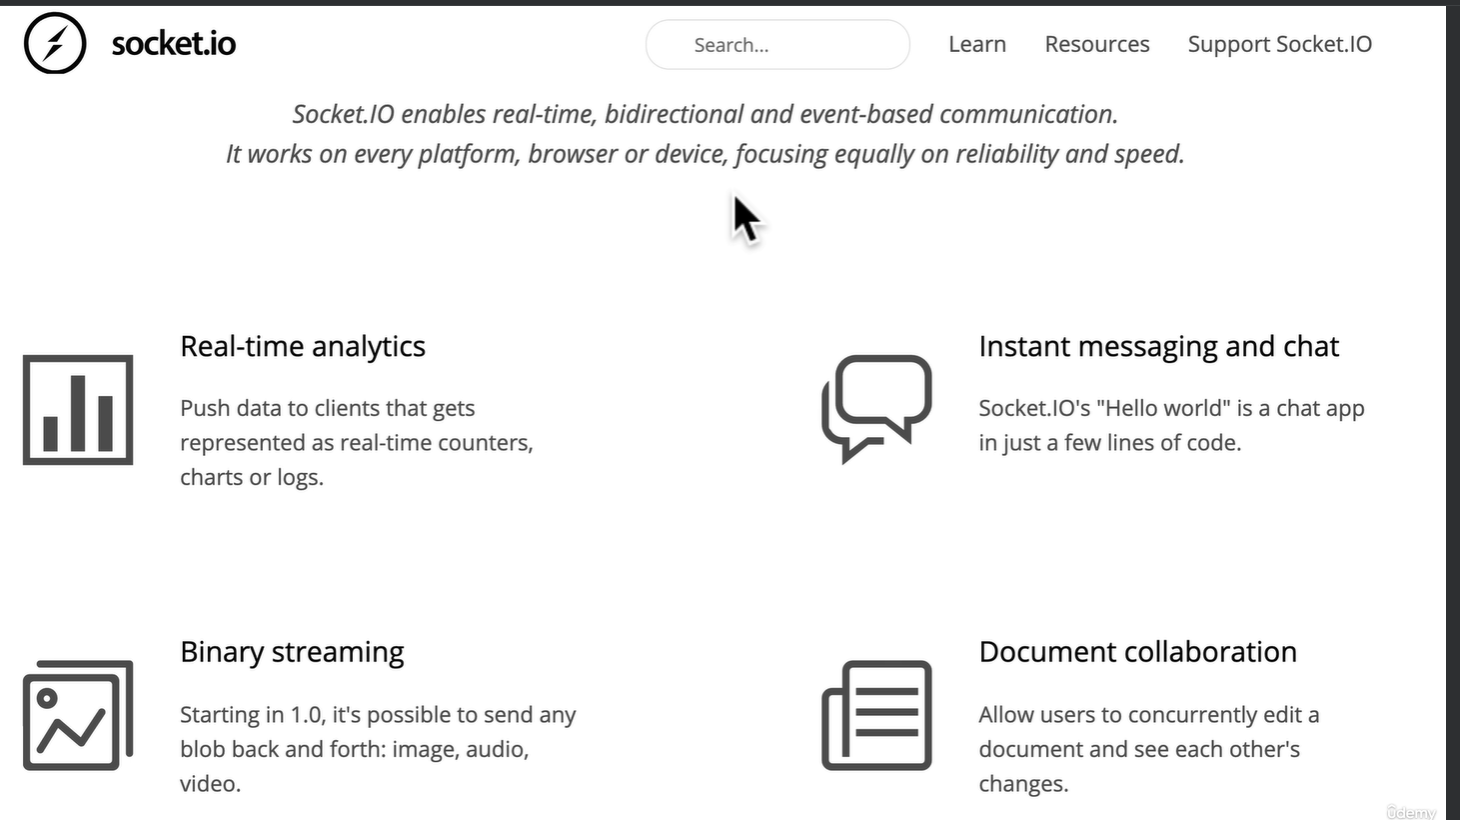 socket.io
Search...
Learn
Resources
Support Socket.IO
Socket.IO enables real-time, bidirectional and event-based communication.
It works on every platform, browser or device, focusing equally on reliability and speed.
Real-time analytics
Push data to clients that gets
represented as real-time counters,
charts or logs.
Instant messaging and chat
Socket.IO's "Hello world" is a chat app
in just a few lines of code.
Binary streaming
Starting in 1.0, it's possible to send any
blob back and forth: image, audio,
video.
Document collaboration
Allow users to concurrently edit a
document and see each other's
changes.
ûdemy